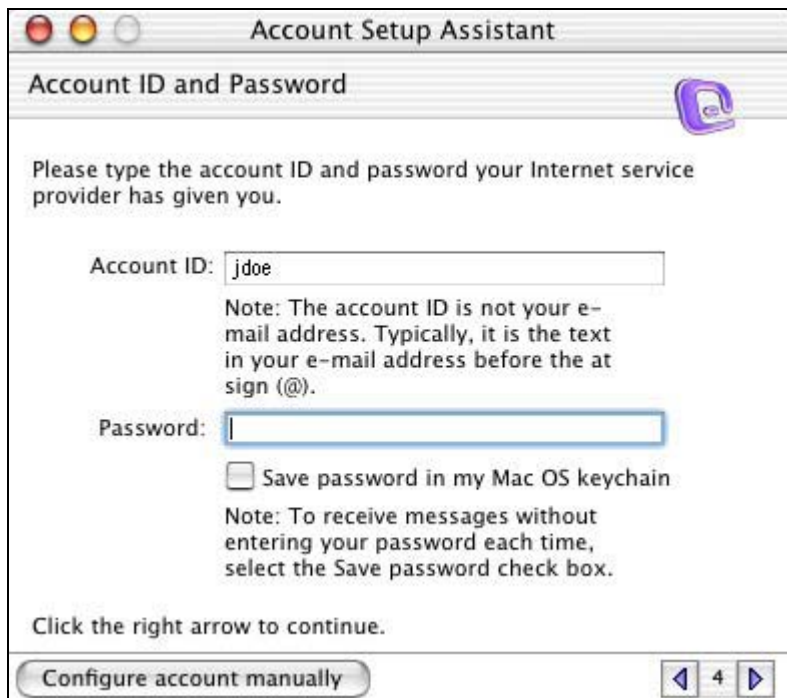 Account Setup Assistant
Account ID and Password
Please type the account ID and password your Internet service
provider has given you.
Account ID: jdoe
Note: The account ID is not your e-
mail address. Typically, it is the text
in your e-mail address before the at
sign (@).
Password:
Save password in my Mac OS keychain
Note: To receive messages without
entering your password each time,
select the Save password check box.
Click the right arrow to continue.
Configure account manually 4